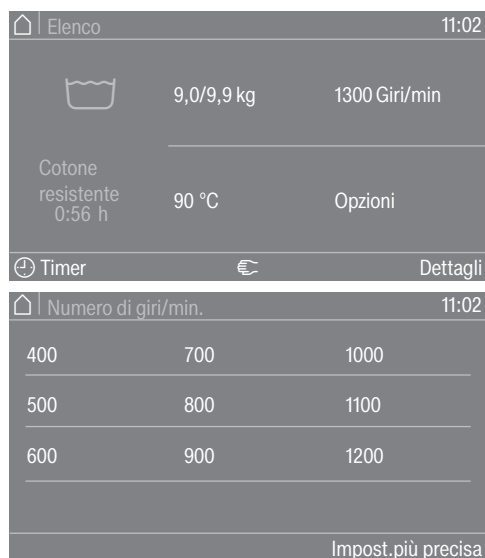 Elenco 11:02
9,0/9,9 kg 1300 Giri/min
Cotone
resistente
0:56 h
90 °C Opzioni
Timer Dettagli
Numero di giri/min. 11:02
400 700 1000
500 800 1100
600 900 1200
Impost.più precisa